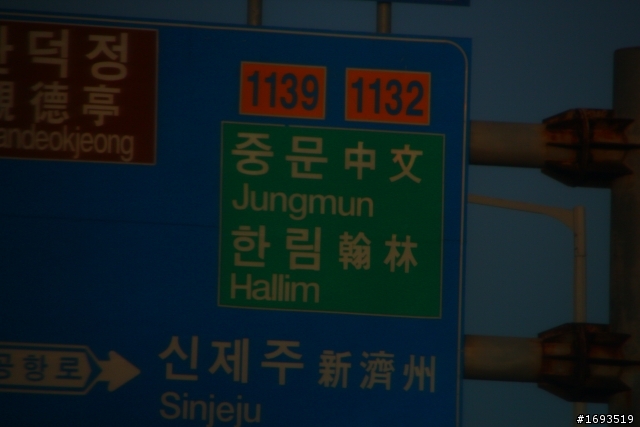 덕정
德亭
andeokjeong
1139 1132
중문 中文
Jungmun
한림 翰林
Hallim
공항로
신제주 新濟州
Sinjeju
#1693519